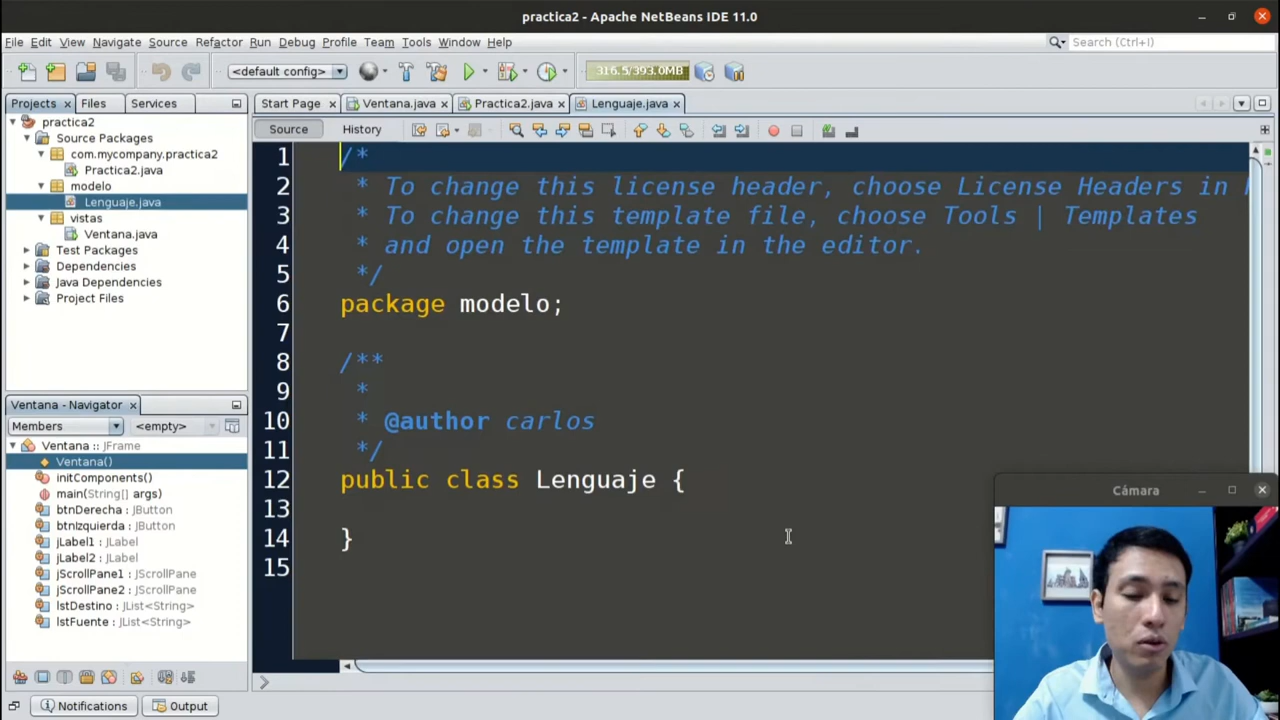 practica2 - Apache NetBeans IDE 11.0
File Edit View Navigate Source Refactor Run Debug Profile Team Tools Window Help
Search (Ctrl+I)
<default config>
316.5/393.0MB
Projects Files Services
Start Page Ventana.java Practica2.java Lenguaje.java
Source History
practica2
Source Packages
com.mycompany.practica2
Practica2.java
modelo
Lenguaje.java
vistas
Ventana.java
Test Packages
Dependencies
Java Dependencies
Project Files
Ventana - Navigator
Members <empty>
Ventana :: JFrame
Ventana()
initComponents()
main(String[] args)
btnDerecha : JButton
btnIzquierda : JButton
jLabel1 : JLabel
jLabel2 : JLabel
jScrollPane1 : JScrollPane
jScrollPane2 : JScrollPane
lstDestino : JList<String>
lstFuente : JList<String>
1 /*
2 * To change this license header, choose License Headers in
3 * To change this template file, choose Tools | Templates
4 * and open the template in the editor.
5 */
6 package modelo;
7
8 /**
9 *
10 * @author carlos
11 */
12 public class Lenguaje {
13
14 }
15
Cámara
Notifications Output